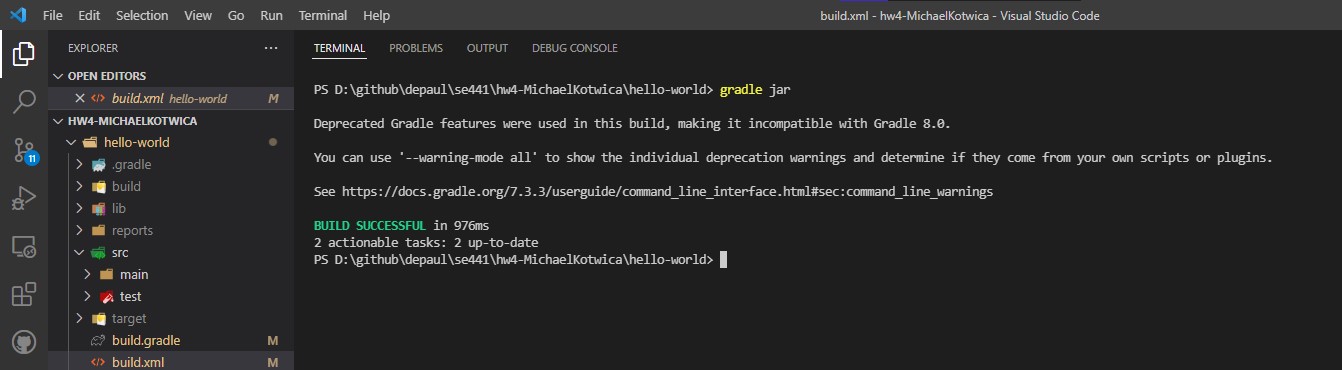 File Edit Selection View Go Run Terminal Help
build.xml - hw4-MichaelKotwica - Visual Studio Code
EXPLORER
OPEN EDITORS
build.xml hello-world M
HW4-MICHAELKOTWICA
hello-world
.gradle
build
lib
reports
src
main
test
target
build.gradle M
build.xml M
11
TERMINAL PROBLEMS OUTPUT DEBUG CONSOLE
PS D:\github\depaul\se441\hw4-MichaelKotwica\hello-world> gradle jar
Deprecated Gradle features were used in this build, making it incompatible with Gradle 8.0.
You can use '--warning-mode all' to show the individual deprecation warnings and determine if they come from your own scripts or plugins.
See https://docs.gradle.org/7.3.3/userguide/command_line_interface.html#sec:command_line_warnings
BUILD SUCCESSFUL in 976ms
2 actionable tasks: 2 up-to-date
PS D:\github\depaul\se441\hw4-MichaelKotwica\hello-world>